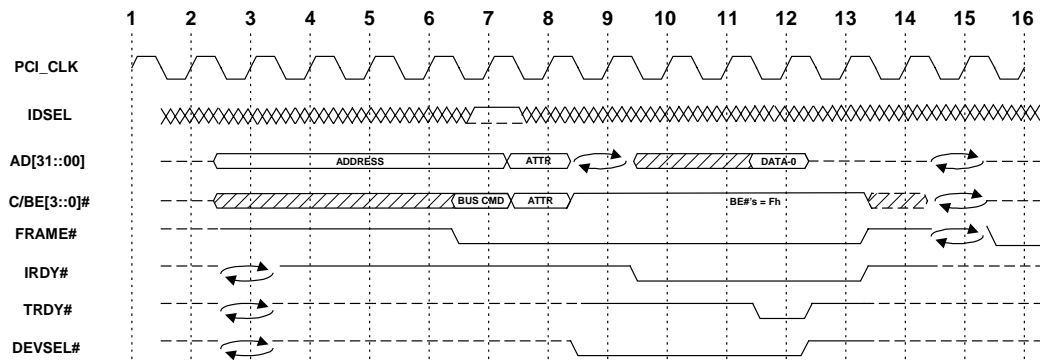 1 2 3 4 5 6 7 8 9 10 11 12 13 14 15 16
PCI_CLK
IDSEL
AD[31::00] ADDRESS ATTR DATA-0
C/BE[3::0]# BUS CMD ATTR BE#'s = Fh
FRAME#
IRDY#
TRDY#
DEVSEL#